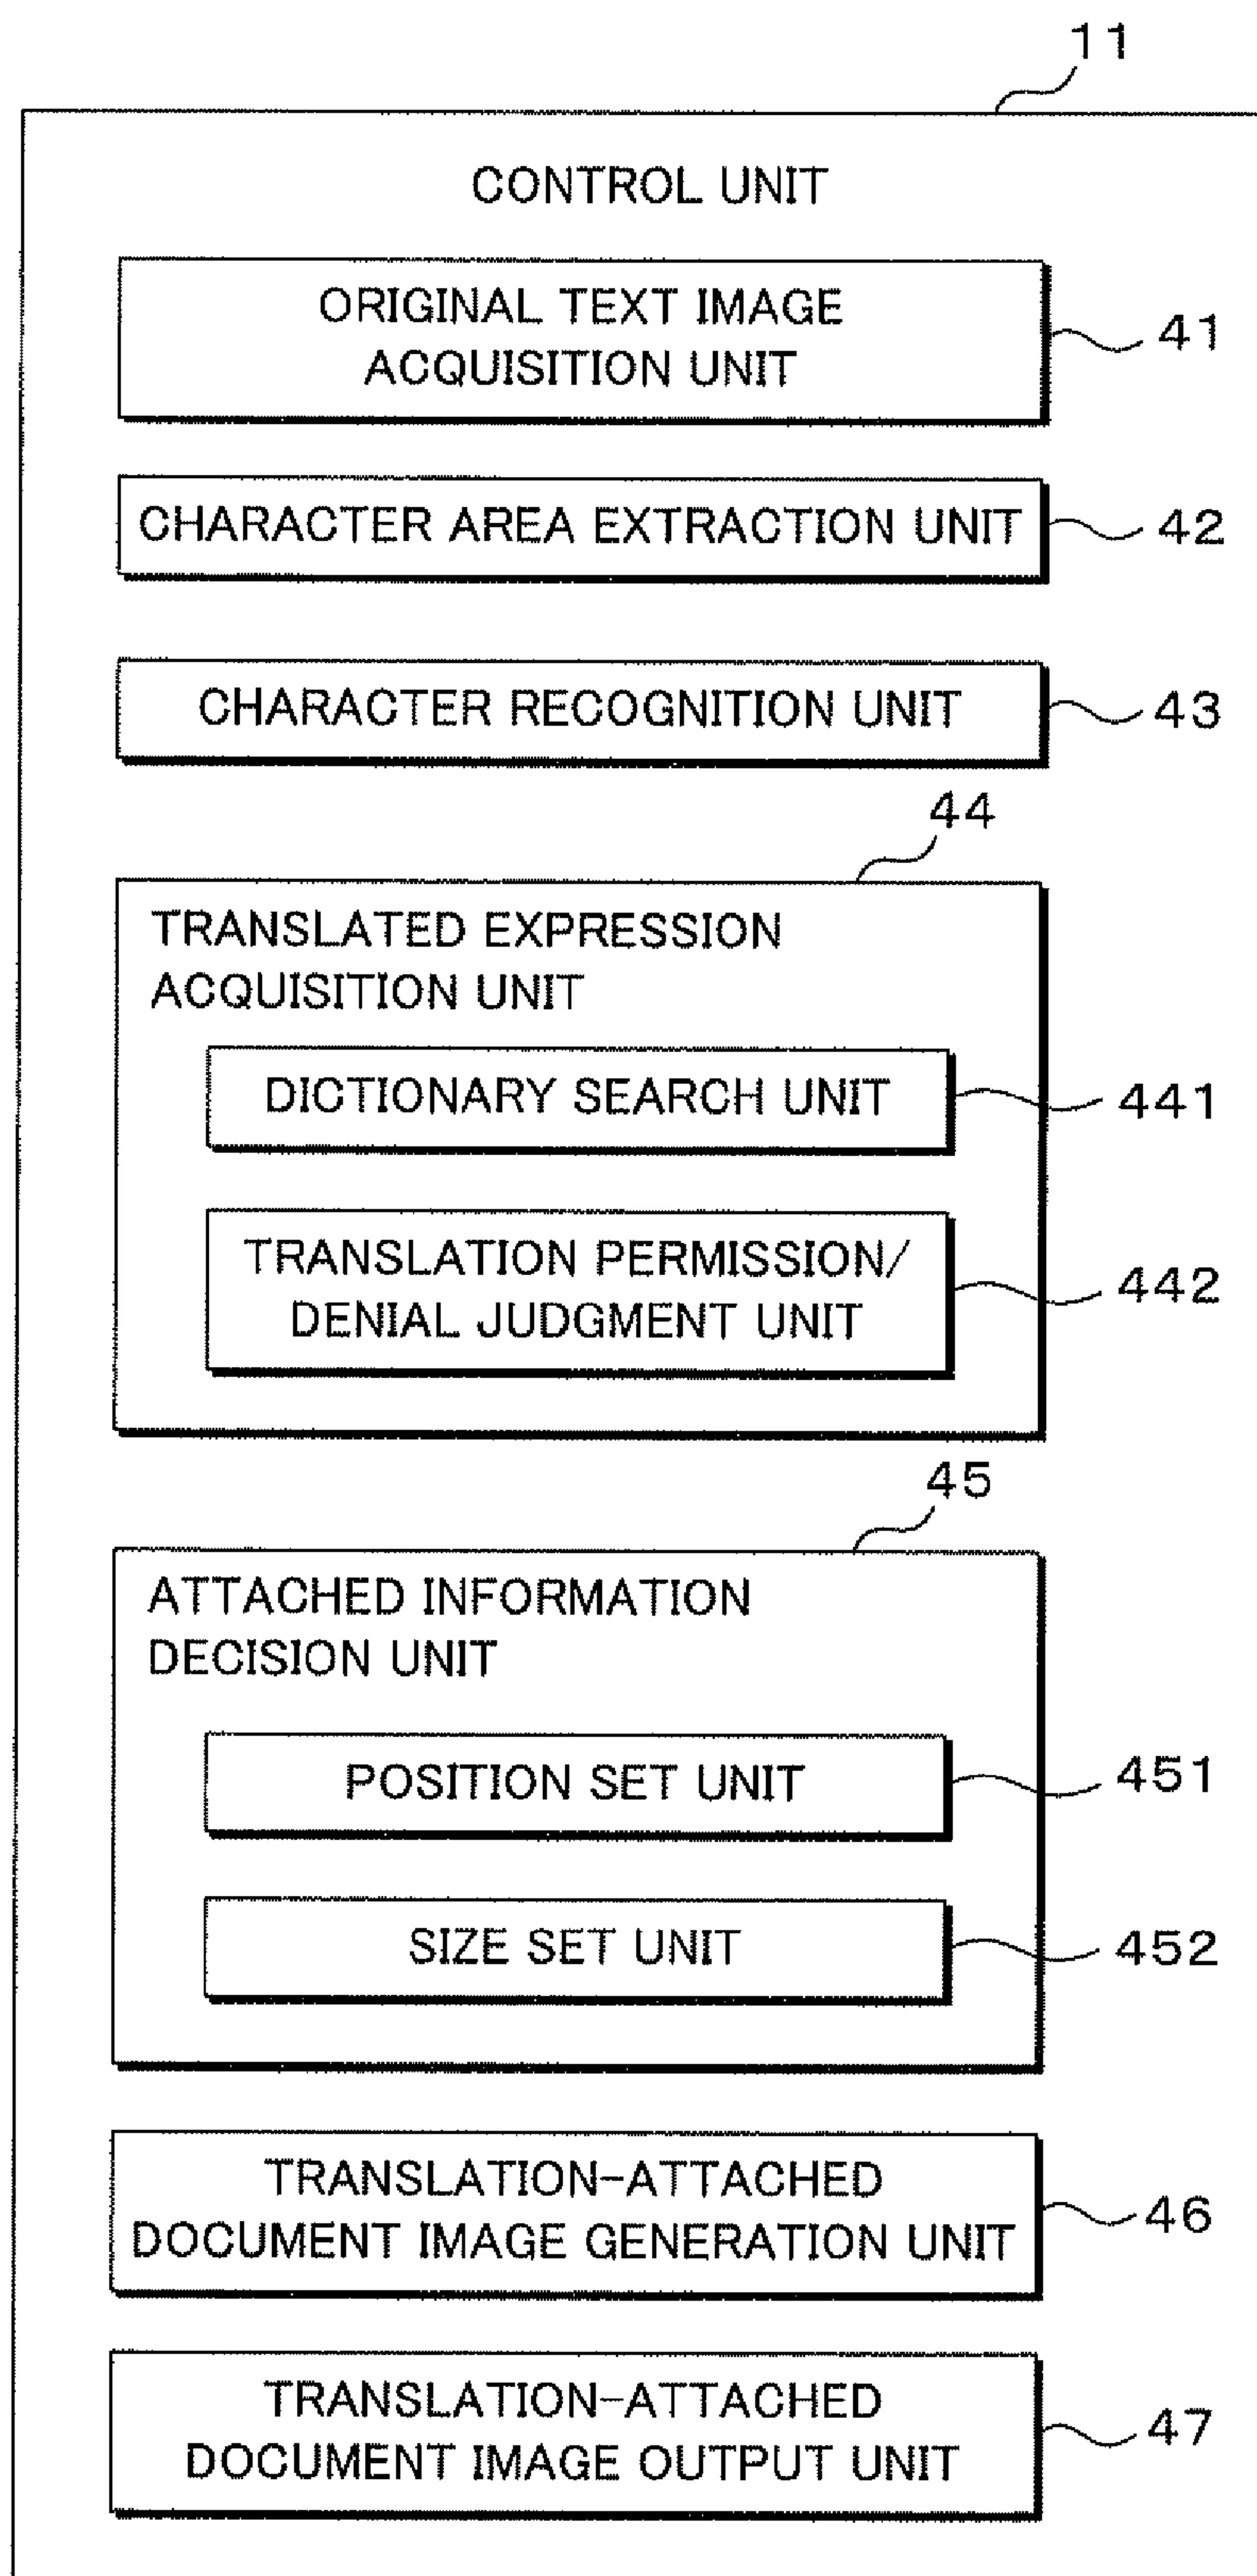 11
CONTROL UNIT
ORIGINAL TEXT IMAGE
ACQUISITION UNIT
41
CHARACTER AREA EXTRACTION UNIT
42
CHARACTER RECOGNITION UNIT
43
44
TRANSLATED EXPRESSION
ACQUISITION UNIT
DICTIONARY SEARCH UNIT
441
TRANSLATION PERMISSION/
DENIAL JUDGMENT UNIT
442
45
ATTACHED INFORMATION
DECISION UNIT
POSITION SET UNIT
451
SIZE SET UNIT
452
TRANSLATION-ATTACHED
DOCUMENT IMAGE GENERATION UNIT
46
TRANSLATION-ATTACHED
DOCUMENT IMAGE OUTPUT UNIT
47